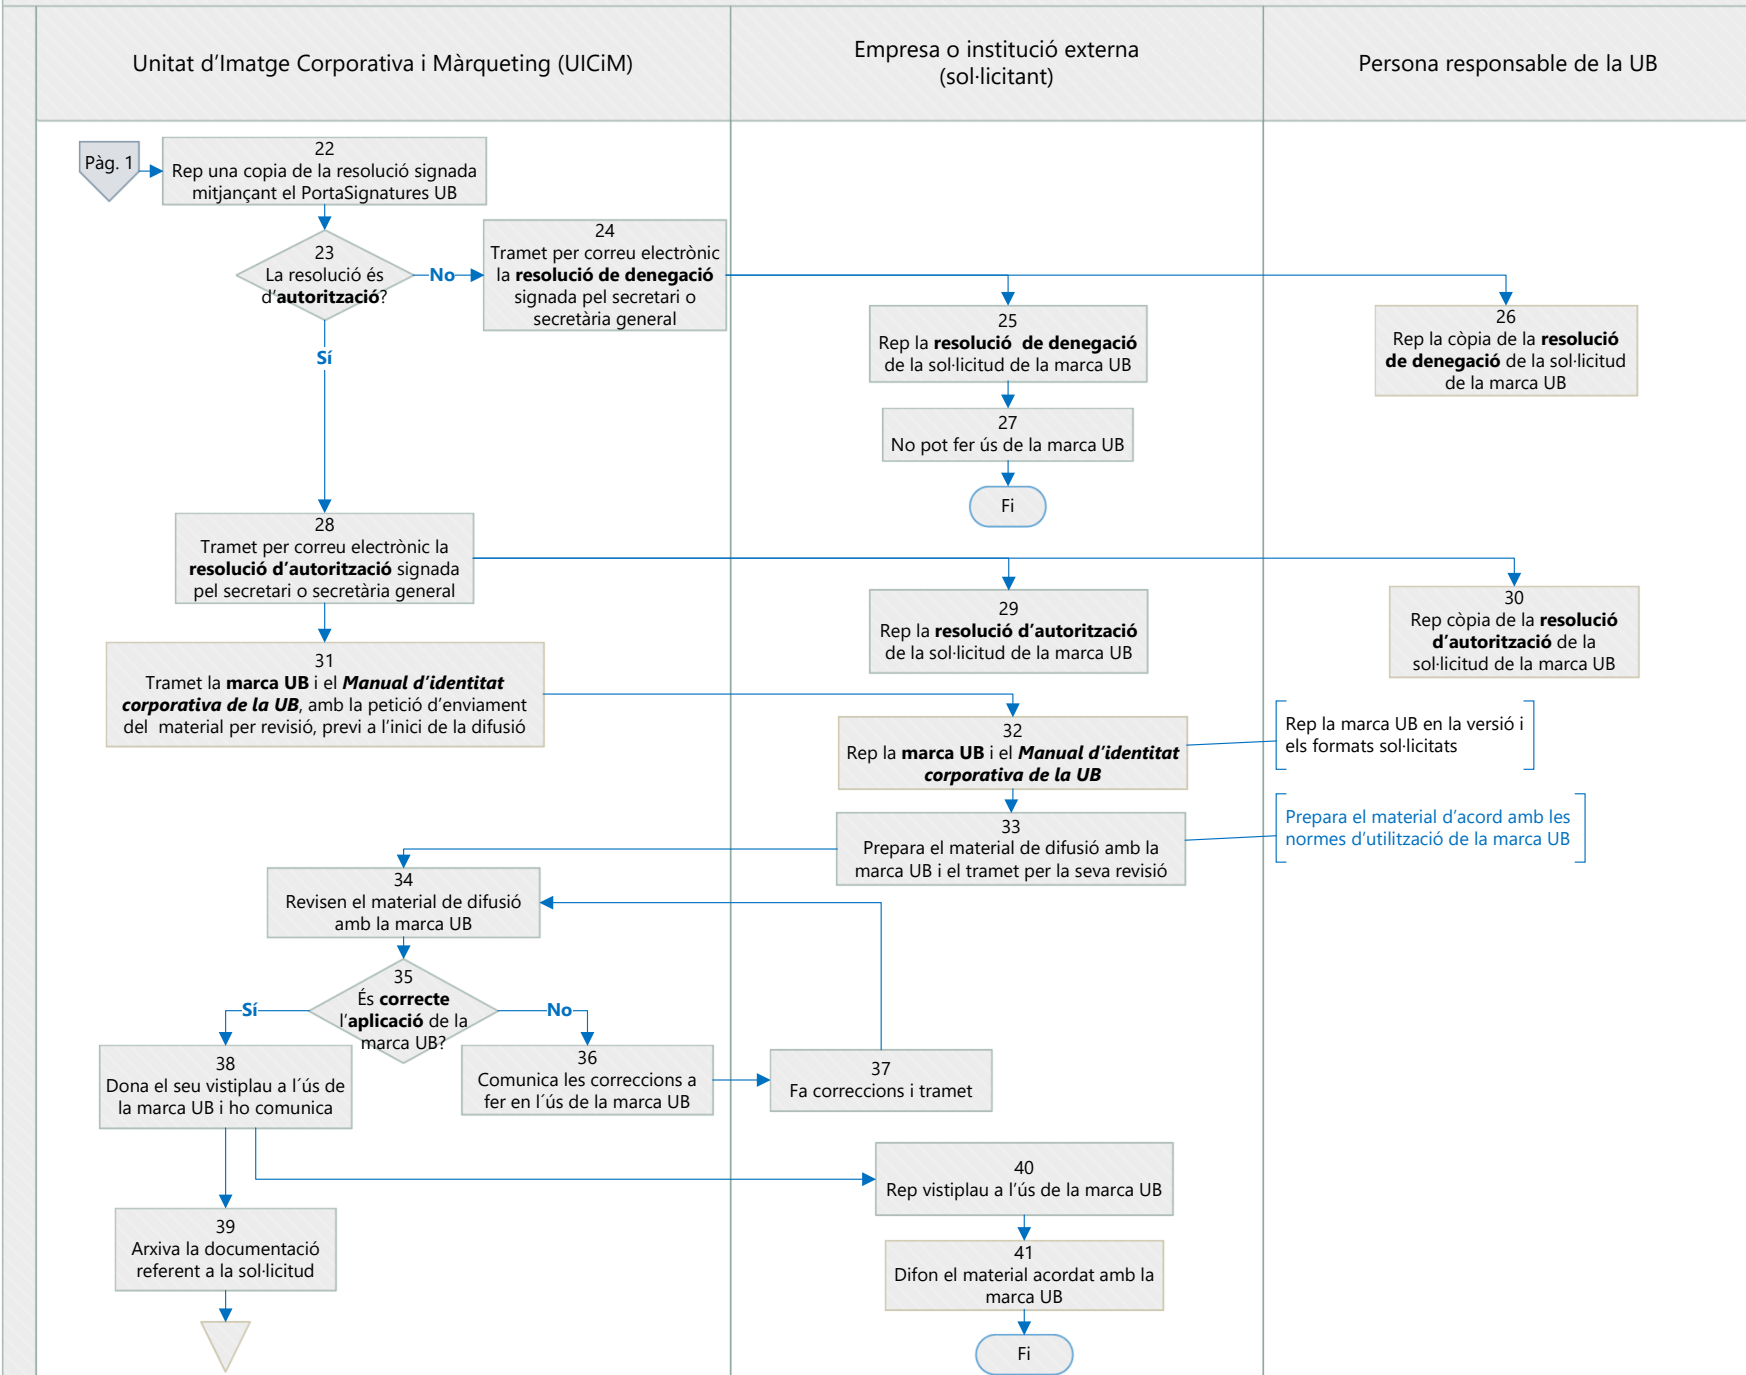 Unitat d'Imatge Corporativa i Màrqueting (UICiM)
Empresa o institució externa
(sol·licitant)
Persona responsable de la UB
Pàg. 1
22
Rep una copia de la resolució signada
mitjançant el PortaSignatures UB
23
La resolució és
d'autorització?
No
Sí
24
Tramet per correu electrònic
la resolució de denegació
signada pel secretari o
secretària general
25
Rep la resolució de denegació
de la sol·licitud de la marca UB
26
Rep la còpia de la resolució
de denegació de la sol·licitud
de la marca UB
27
No pot fer ús de la marca UB
Fi
28
Tramet per correu electrònic la
resolució d'autorització signada
pel secretari o secretària general
29
Rep la resolució d'autorització
de la sol·licitud de la marca UB
30
Rep còpia de la resolució
d'autorització de la
sol·licitud de la marca UB
31
Tramet la marca UB i el Manual d'identitat
corporativa de la UB, amb la petició d'enviament
del material per revisió, previ a l'inici de la difusió
32
Rep la marca UB i el Manual d'identitat
corporativa de la UB
Rep la marca UB en la versió i
els formats sol·licitats
33
Prepara el material de difusió amb la
marca UB i el tramet per la seva revisió
Prepara el material d'acord amb les
normes d'utilització de la marca UB
34
Revisen el material de difusió
amb la marca UB
35
És correcte
l'aplicació de la
marca UB?
Sí
No
36
Comunica les correccions a
fer en l´ús de la marca UB
37
Fa correccions i tramet
38
Dona el seu vistiplau a l´ús de
la marca UB i ho comunica
39
Arxiva la documentació
referent a la sol·licitud
40
Rep vistiplau a l'ús de la marca UB
41
Difon el material acordat amb la
marca UB
Fi